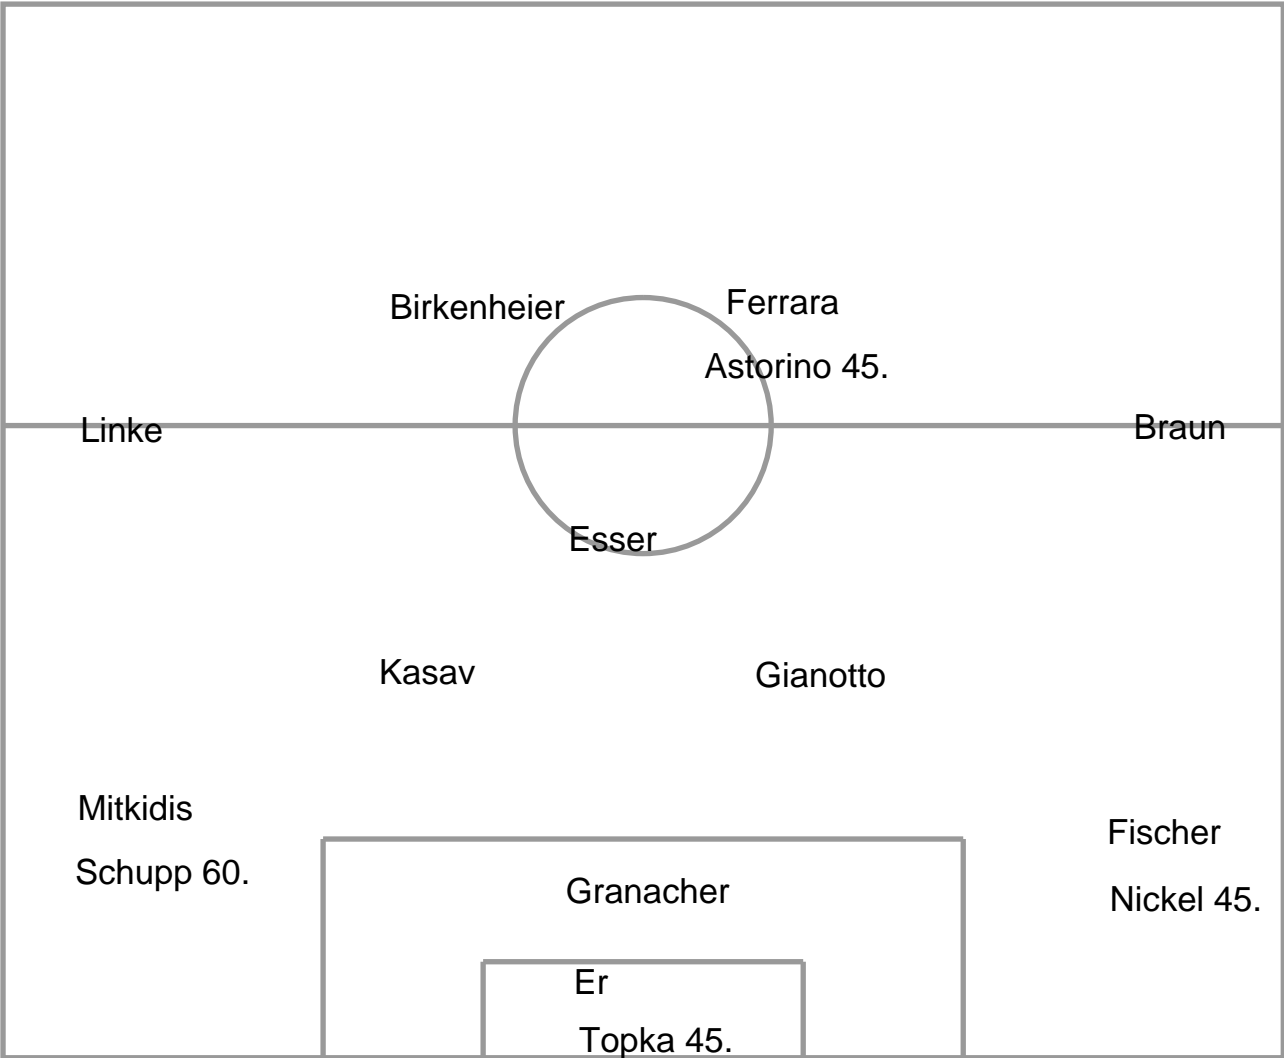 Birkenheier
Ferrara
Astorino 45.
Linke
Braun
Esser
Kasav
Gianotto
Mitkidis
Schupp 60.
Fischer
Nickel 45.
Granacher
Er
Topka 45.